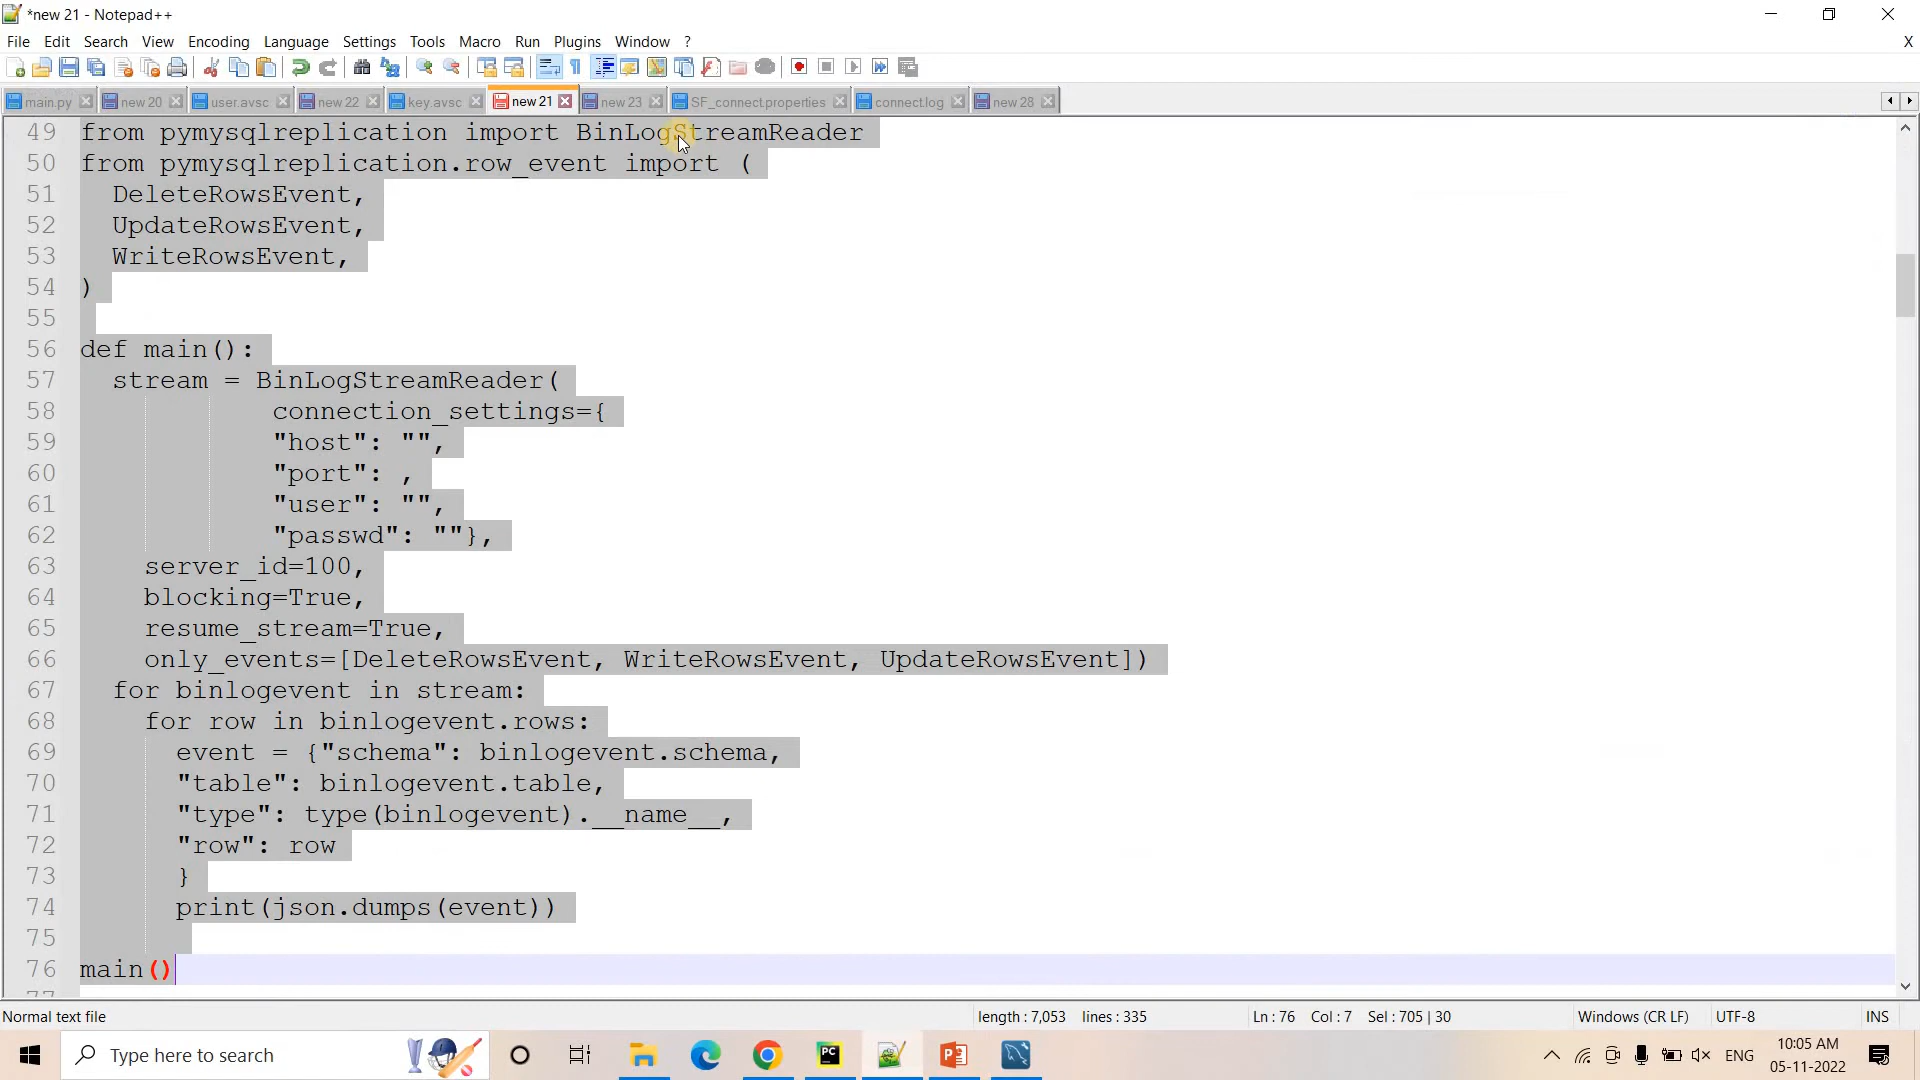 *new 21 - Notepad++
File Edit Search View Encoding Language Settings Tools Macro Run Plugins Window ? X
main.py new 20 user.avsc new 22 key.avsc new 21 new 23 SF_connect.properties connect.log new 28
49 from pymysqlreplication import BinLogStreamReader
50 from pymysqlreplication.row_event import (
51 DeleteRowsEvent,
52 UpdateRowsEvent,
53 WriteRowsEvent,
54 )
55
56 def main():
57 stream = BinLogStreamReader(
58 connection_settings={
59 "host": "",
60 "port": ,
61 "user": "",
62 "passwd": ""},
63 server_id=100,
64 blocking=True,
65 resume_stream=True,
66 only_events=[DeleteRowsEvent, WriteRowsEvent, UpdateRowsEvent])
67 for binlogevent in stream:
68 for row in binlogevent.rows:
69 event = {"schema": binlogevent.schema,
70 "table": binlogevent.table,
71 "type": type(binlogevent).__name__,
72 "row": row
73 }
74 print(json.dumps(event))
75
76 main()
77
Normal text file length : 7,053 lines : 335 Ln : 76 Col : 7 Sel : 705 | 30 Windows (CR LF) UTF-8 INS
Type here to search PC ENG 10:05 AM
05-11-2022